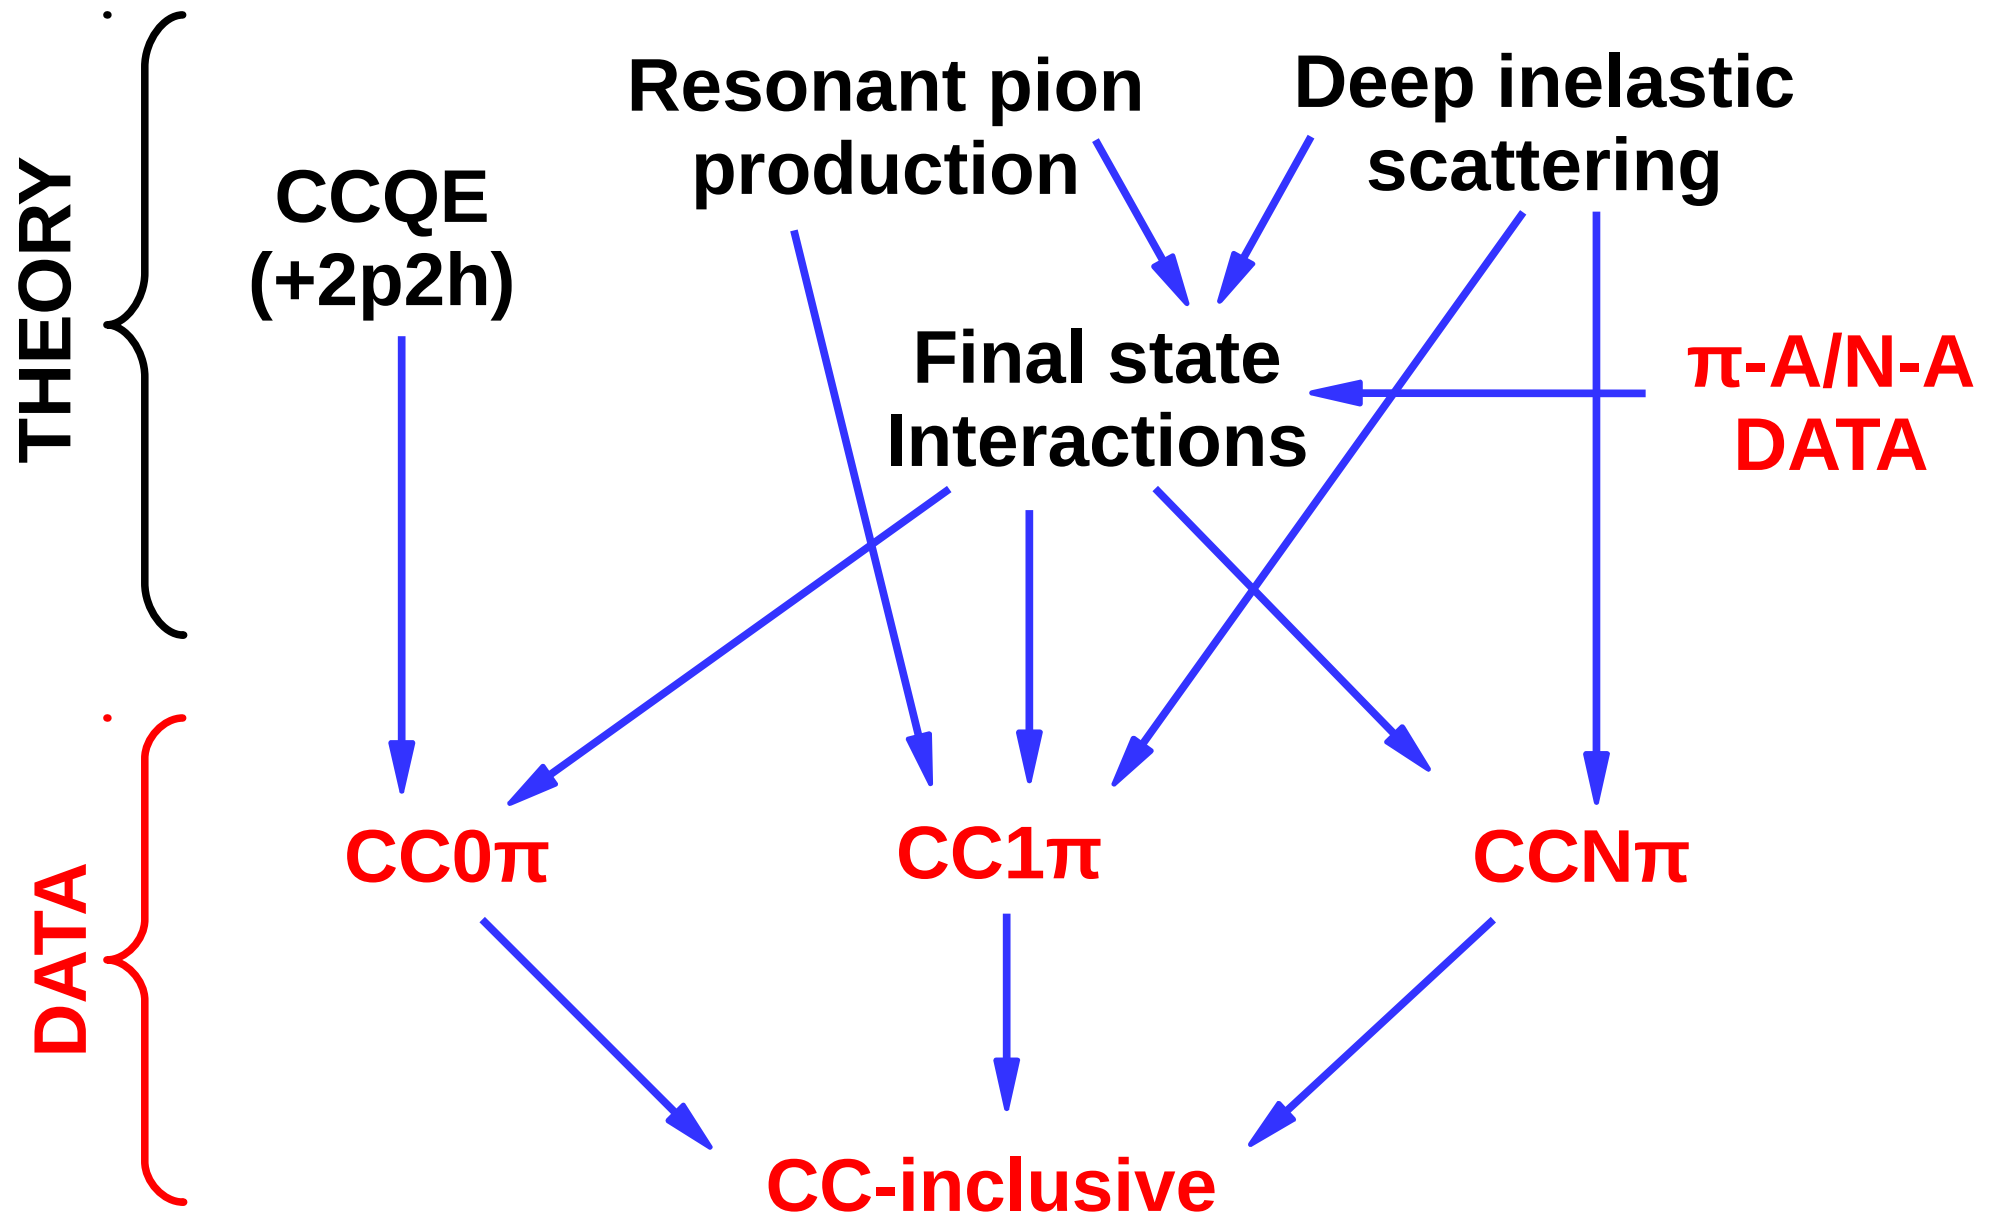 THEORY
Resonant pion
production
Deep inelastic
scattering
CCQE
(+2p2h)
Final state
Interactions
π-A/N-A
DATA
DATA
CC0π
CC1π
CCNπ
CC-inclusive